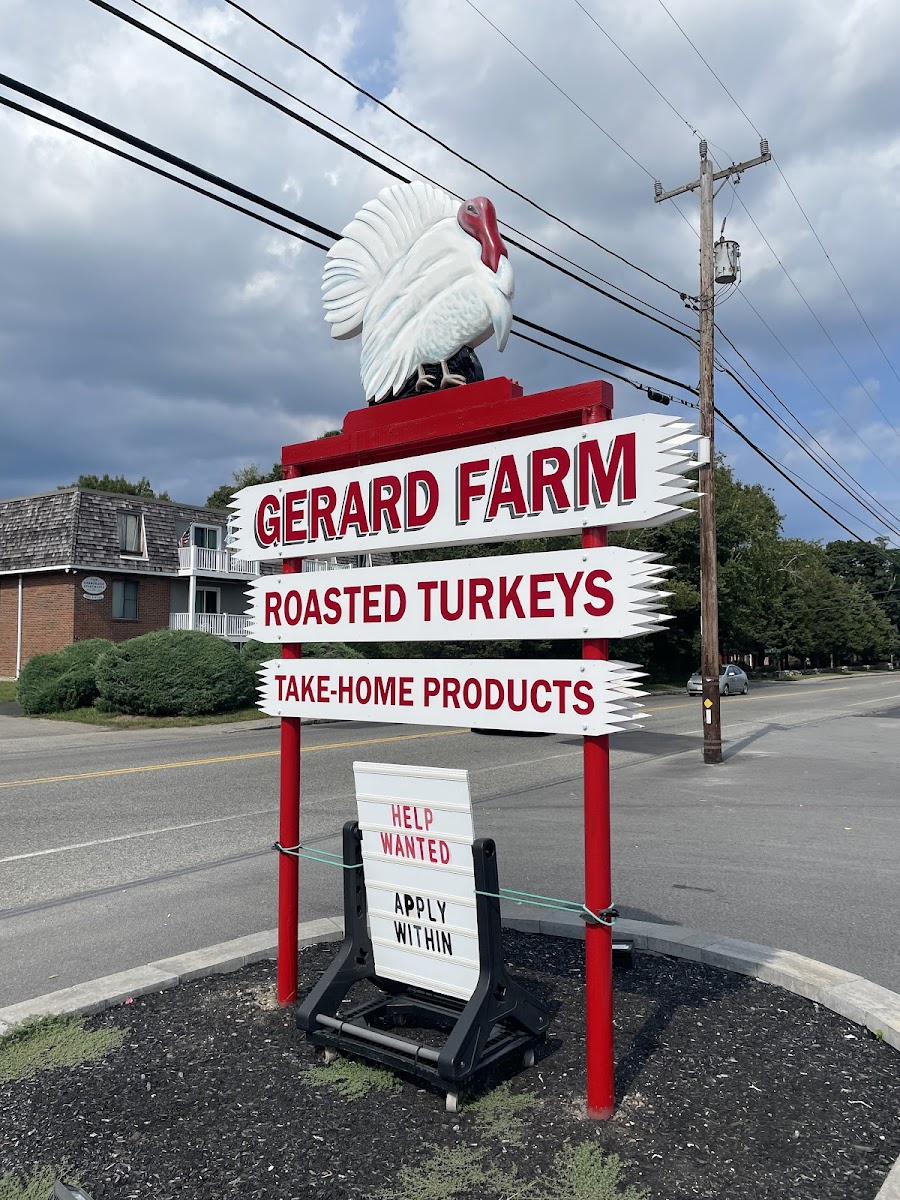 GERARD FARM
ROASTED TURKEYS
TAKE-HOME PRODUCTS
HELP
WANTED
APPLY
WITHIN